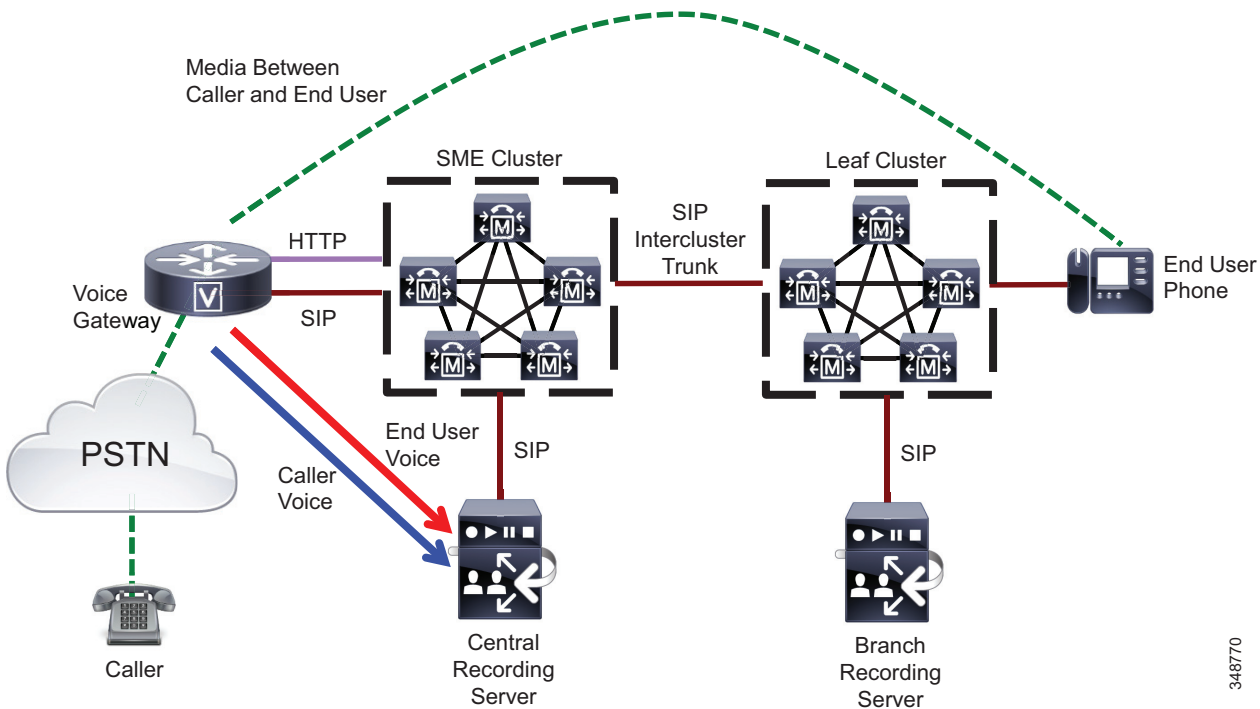 Media Between
Caller and End User
SME Cluster
Leaf Cluster
HTTP
SIP
Intercluster
Trunk
End User
Phone
Voice
Gateway
V
SIP
M
M
M
M
M
M
M
M
M
M
PSTN
End User
Voice
SIP
SIP
Caller
Voice
Caller
Central
Recording
Server
Branch
Recording
Server
348770